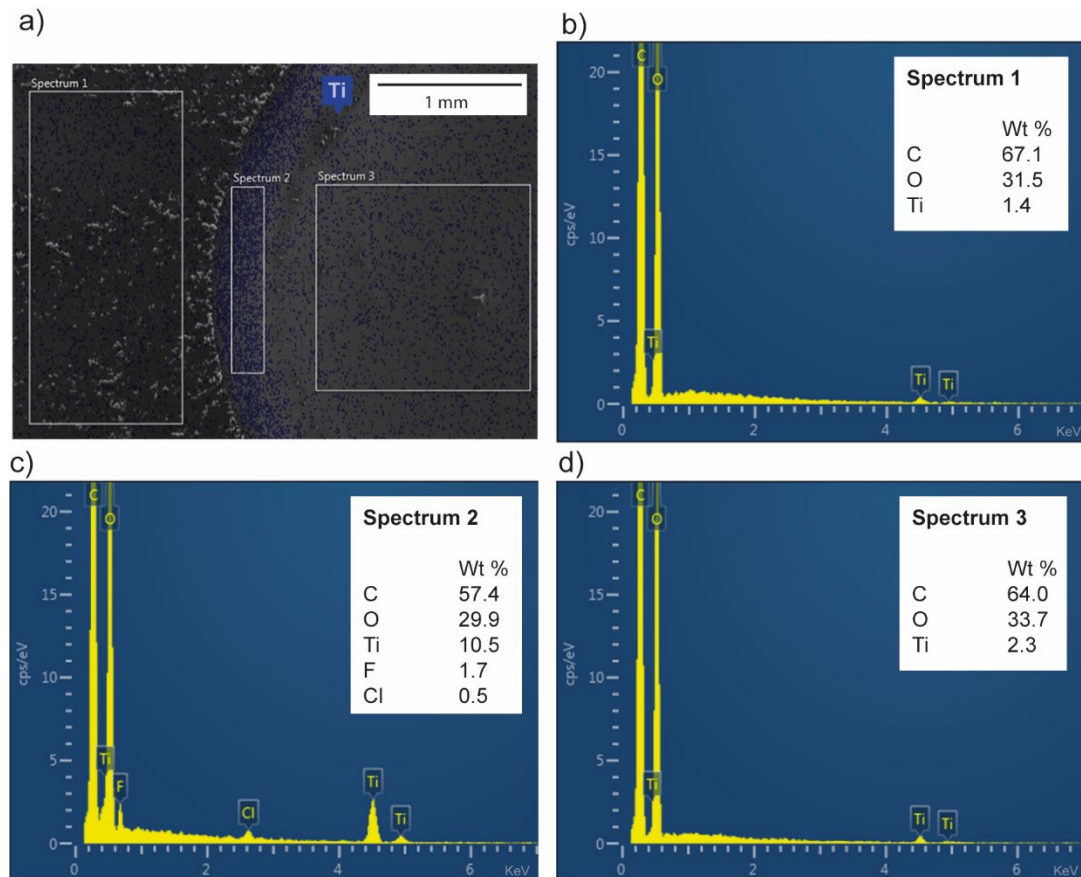 a)
Spectrum 1
Ti
1 mm
Spectrum 2
Spectrum 3
b)
C
O
Ti
Ti
Ti
20
15
10
5
0
cps/eV
0
2
4
6
KeV
Spectrum 1
Wt %
C 67.1
O 31.5
Ti 1.4
c)
C
O
Ti
F
Cl
Ti
Ti
20
15
10
5
0
cps/eV
0
2
4
6
KeV
Spectrum 2
Wt %
C 57.4
O 29.9
Ti 10.5
F 1.7
Cl 0.5
d)
C
O
Ti
Ti
Ti
20
15
10
5
0
cps/eV
0
2
4
6
KeV
Spectrum 3
Wt %
C 64.0
O 33.7
Ti 2.3